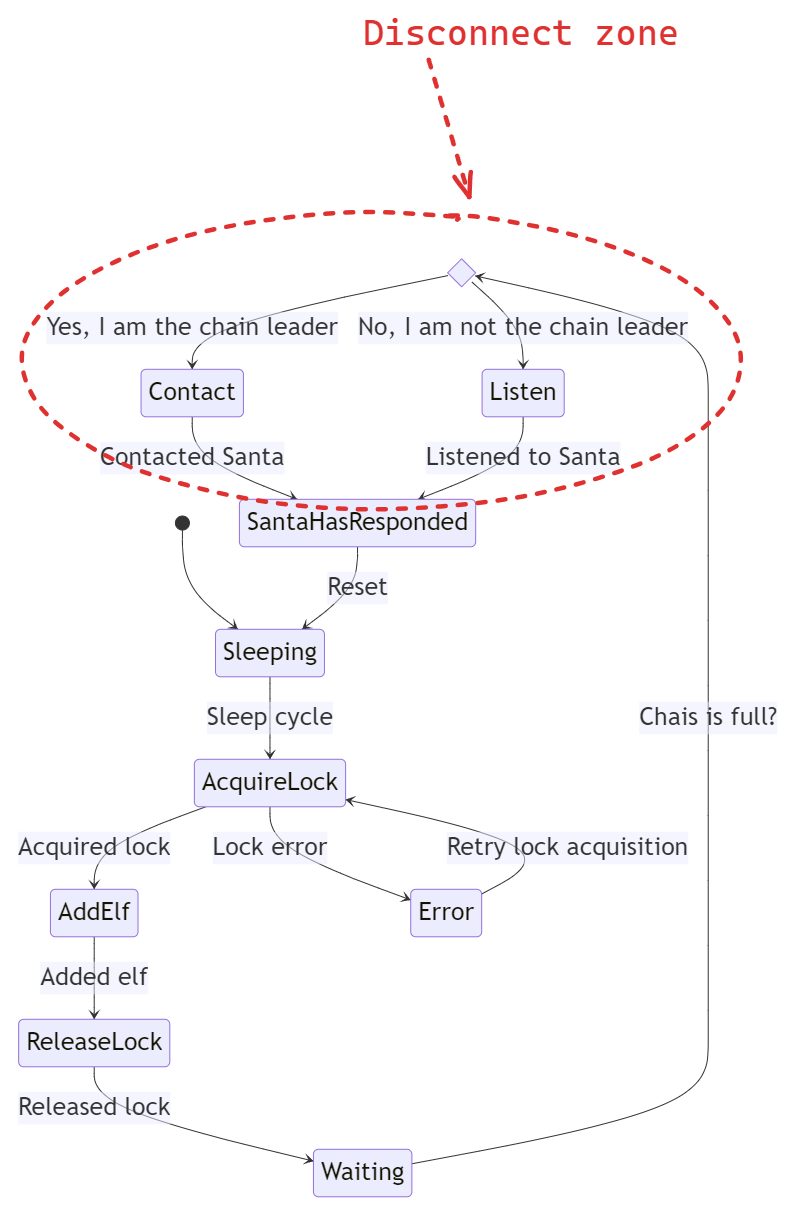 Disconnect zone
Yes, I am the chain leader
No, I am not the chain leader
Contact
Listen
Contacted Santa
Listened to Santa
SantaHasResponded
Reset
Sleeping
Sleep cycle
Chais is full?
AcquireLock
Acquired lock
Lock error
Retry lock acquisition
AddElf
Error
Added elf
ReleaseLock
Released lock
Waiting